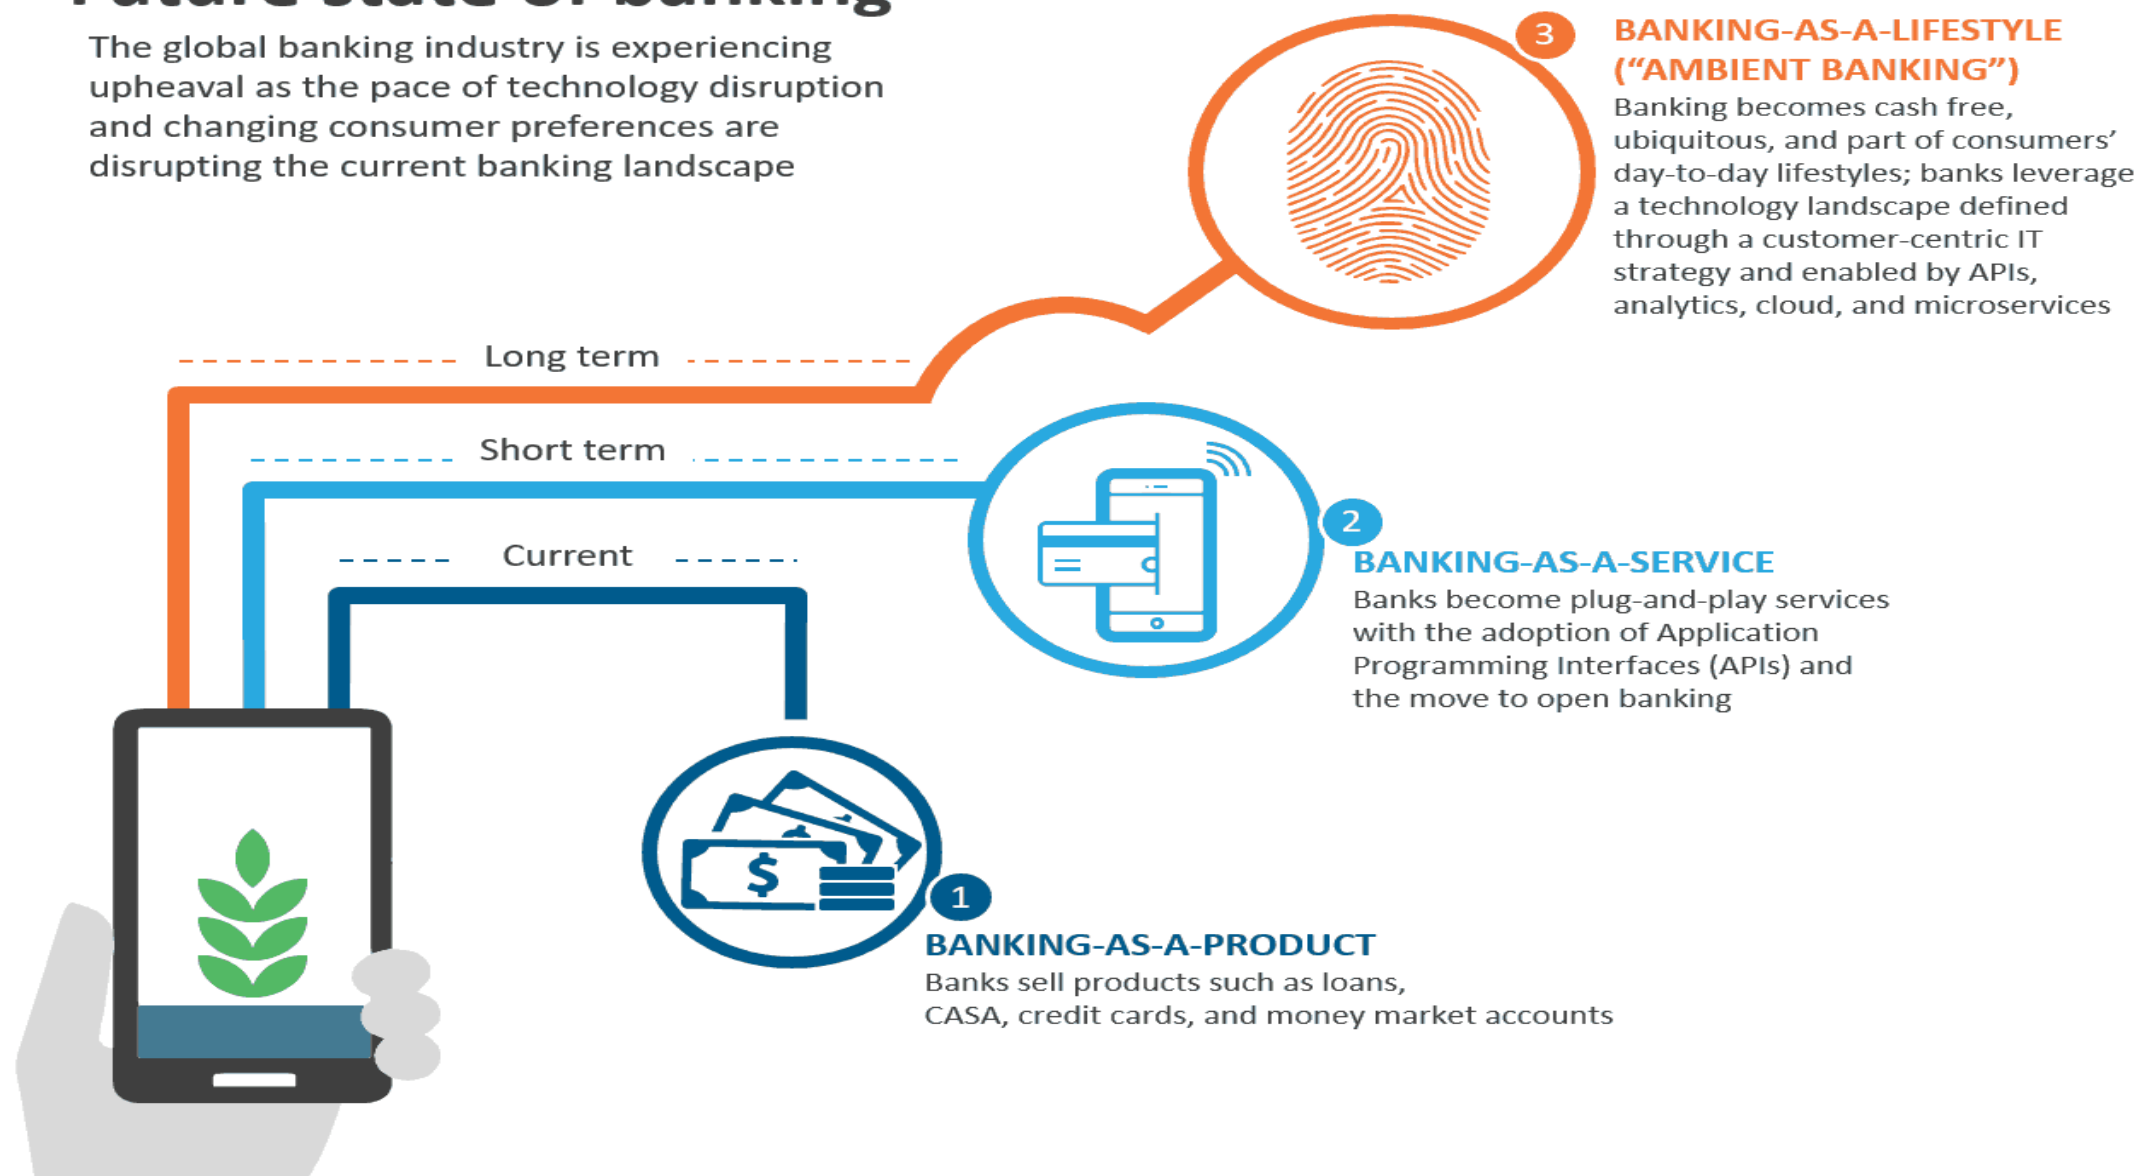 Future state of banking
The global banking industry is experiencing
upheaval as the pace of technology disruption
and changing consumer preferences are
disrupting the current banking landscape
3
BANKING-AS-A-LIFESTYLE
(“AMBIENT BANKING”)
Banking becomes cash free,
ubiquitous, and part of consumers’
day-to-day lifestyles; banks leverage
a technology landscape defined
through a customer-centric IT
strategy and enabled by APIs,
analytics, cloud, and microservices
Long term
Short term
Current
2
BANKING-AS-A-SERVICE
Banks become plug-and-play services
with the adoption of Application
Programming Interfaces (APIs) and
the move to open banking
$
1
BANKING-AS-A-PRODUCT
Banks sell products such as loans,
CASA, credit cards, and money market accounts